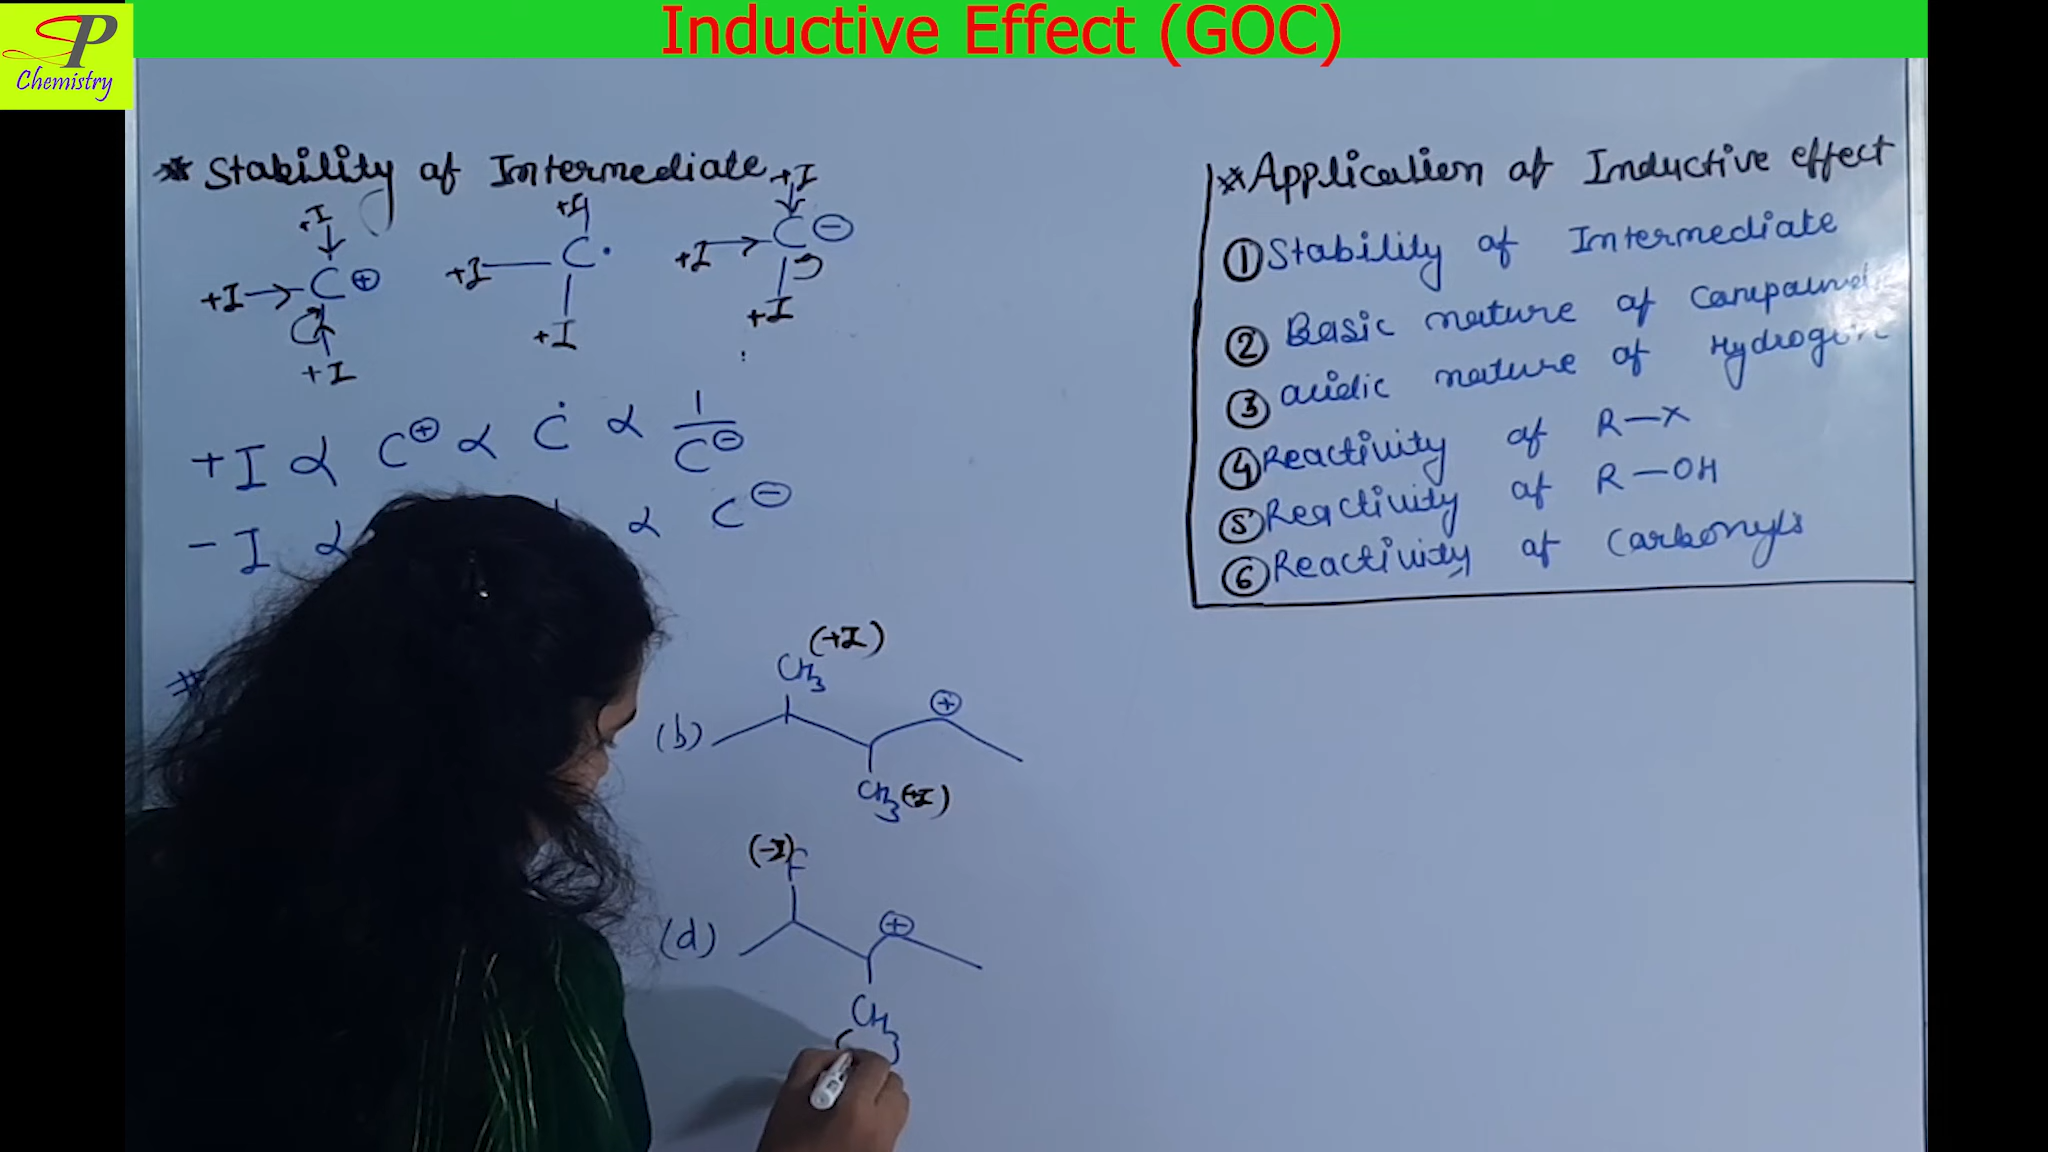 Inductive Effect (GOC)
SP
Chemistry
* Stability of Intermediate
+I +I +I
+I → C ⊕ +I — C • +I → C ⊖
+I +I +I
+I ∝ C⊕ ∝ Ċ ∝ 1/C⊖
-I ∝ ∝ C⊖
#
(b) CH3 (+I) ⊕ CH3 (+I)
(d) (-I) F ⊕ CH3
* Application of Inductive effect
① Stability of Intermediate
② Basic nature of Compound
③ acidic nature of Hydrogen
④ Reactivity of R—X
⑤ Reactivity of R—OH
⑥ Reactivity of Carbonyls